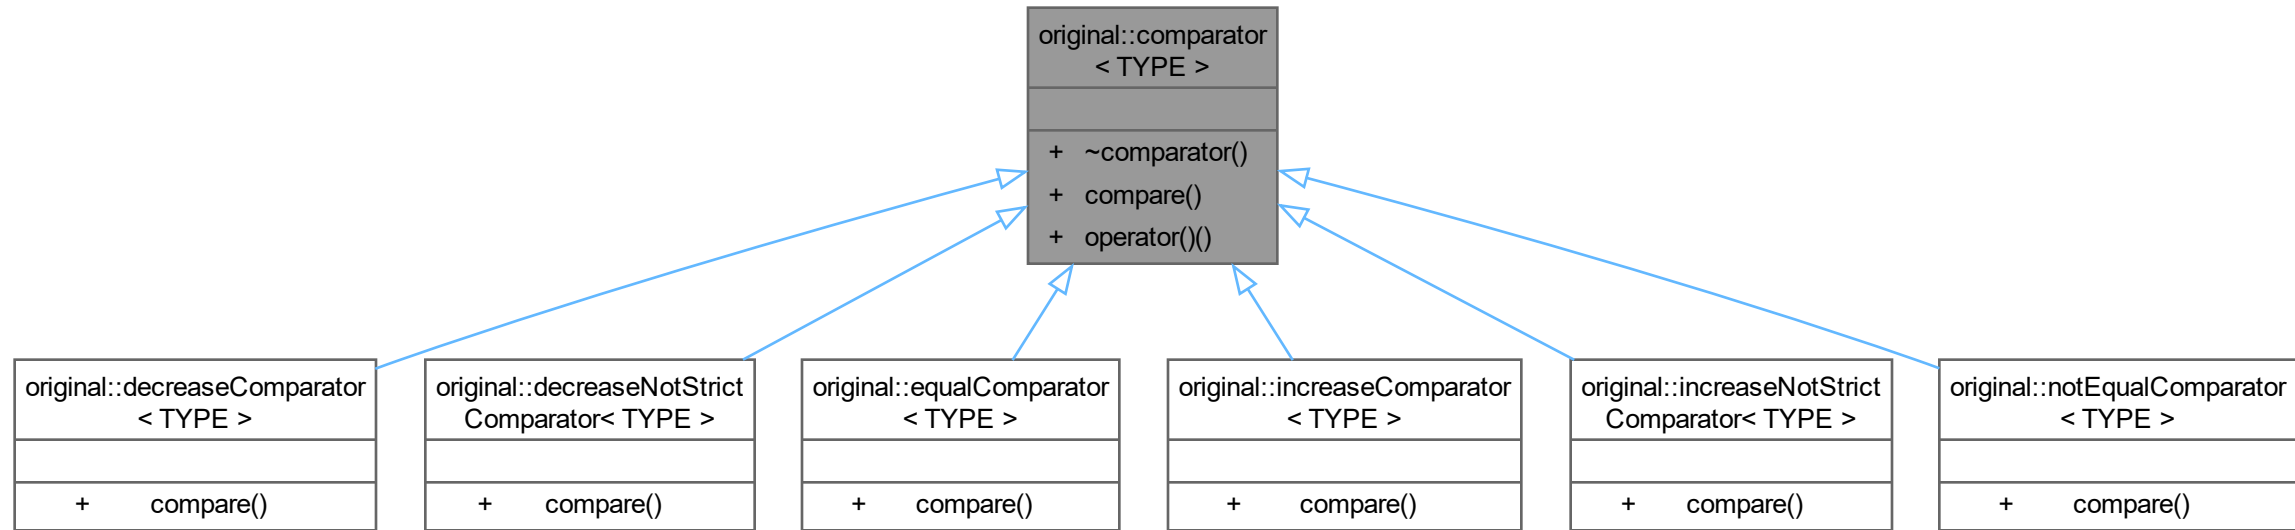 original::comparator
< TYPE >
+ ~comparator()
+ compare()
+ operator()()
original::decreaseComparator
< TYPE >
+ compare()
original::decreaseNotStrict
Comparator< TYPE >
+ compare()
original::equalComparator
< TYPE >
+ compare()
original::increaseComparator
< TYPE >
+ compare()
original::increaseNotStrict
Comparator< TYPE >
+ compare()
original::notEqualComparator
< TYPE >
+ compare()